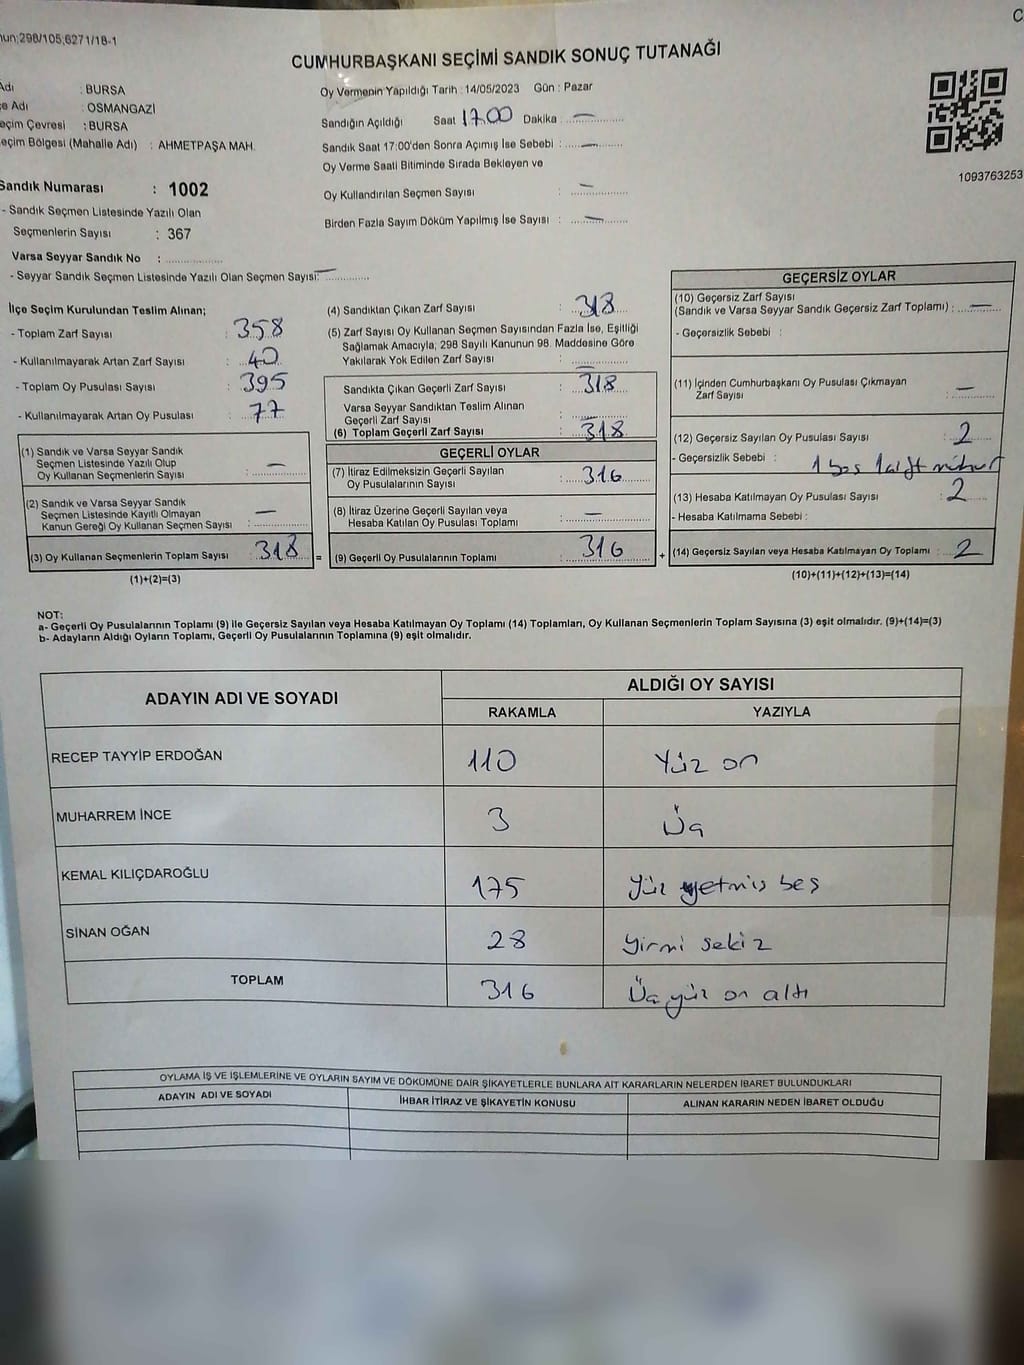 298/105;6271/18-1
C
CUMHURBAŞKANI SEÇİMİ SANDIK SONUÇ TUTANAĞI
Adı : BURSA
çe Adı : OSMANGAZİ
eçim Çevresi : BURSA
eçim Bölgesi (Mahalle Adı) : AHMETPAŞA MAH.
Sandık Numarası : 1002
- Sandık Seçmen Listesinde Yazılı Olan
Seçmenlerin Sayısı : 367
Varsa Seyyar Sandık No :
- Seyyar Sandık Seçmen Listesinde Yazılı Olan Seçmen Sayısı: —
Oy Vermenin Yapıldığı Tarih : 14/05/2023 Gün : Pazar
Sandığın Açıldığı Saat 17.00 Dakika : —
Sandık Saat 17:00'den Sonra Açımış İse Sebebi : —
Oy Verme Saati Bitiminde Sırada Bekleyen ve
Oy Kullandırılan Seçmen Sayısı : —
Birden Fazla Sayım Döküm Yapılmış İse Sayısı : —
1093763253
İlçe Seçim Kurulundan Teslim Alınan;
- Toplam Zarf Sayısı : 358
- Kullanılmayarak Artan Zarf Sayısı : 40
- Toplam Oy Pusulası Sayısı : 395
- Kullanılmayarak Artan Oy Pusulası : 77
(1) Sandık ve Varsa Seyyar Sandık
Seçmen Listesinde Yazılı Olup
Oy Kullanan Seçmenlerin Sayısı : —
(2) Sandık ve Varsa Seyyar Sandık
Seçmen Listesinde Kayıtlı Olmayan
Kanun Gereği Oy Kullanan Seçmen Sayısı : —
(3) Oy Kullanan Seçmenlerin Toplam Sayısı : 318 =
(1)+(2)=(3)
(4) Sandıktan Çıkan Zarf Sayısı : 318
(5) Zarf Sayısı Oy Kullanan Seçmen Sayısından Fazla İse, Eşitliği
Sağlamak Amacıyla; 298 Sayılı Kanunun 98. Maddesine Göre
Yakılarak Yok Edilen Zarf Sayısı : —
Sandıkta Çıkan Geçerli Zarf Sayısı : 318
Varsa Seyyar Sandıktan Teslim Alınan
Geçerli Zarf Sayısı : —
(6) Toplam Geçerli Zarf Sayısı : 318
GEÇERLİ OYLAR
(7) İtiraz Edilmeksizin Geçerli Sayılan
Oy Pusulalarının Sayısı : 316
(8) İtiraz Üzerine Geçerli Sayılan veya
Hesaba Katılan Oy Pusulası Toplamı : —
(9) Geçerli Oy Pusulalarının Toplamı : 316 +
GEÇERSİZ OYLAR
(10) Geçersiz Zarf Sayısı
(Sandık ve Varsa Seyyar Sandık Geçersiz Zarf Toplamı) : —
- Geçersizlik Sebebi :
(11) İçinden Cumhurbaşkanı Oy Pusulası Çıkmayan
Zarf Sayısı : —
(12) Geçersiz Sayılan Oy Pusulası Sayısı : 2
- Geçersizlik Sebebi : 1 boş 1 çift mühür
(13) Hesaba Katılmayan Oy Pusulası Sayısı : 2
- Hesaba Katılmama Sebebi :
(14) Geçersiz Sayılan veya Hesaba Katılmayan Oy Toplamı : 2
(10)+(11)+(12)+(13)=(14)
NOT:
a- Geçerli Oy Pusulalarının Toplamı (9) ile Geçersiz Sayılan veya Hesaba Katılmayan Oy Toplamı (14) Toplamları, Oy Kullanan Seçmenlerin Toplam Sayısına (3) eşit olmalıdır. (9)+(14)=(3)
b- Adayların Aldığı Oyların Toplamı, Geçerli Oy Pusulalarının Toplamına (9) eşit olmalıdır.
ADAYIN ADI VE SOYADI
ALDIĞI OY SAYISI
RAKAMLA YAZIYLA
RECEP TAYYİP ERDOĞAN 110 Yüz on
MUHARREM İNCE 3 Üç
KEMAL KILIÇDAROĞLU 175 Yüz yetmiş beş
SİNAN OĞAN 28 Yirmi sekiz
TOPLAM 316 Üç yüz on altı
OYLAMA İŞ VE İŞLEMLERİNE VE OYLARIN SAYIM VE DÖKÜMÜNE DAİR ŞİKAYETLERLE BUNLARA AİT KARARLARIN NELERDEN İBARET BULUNDUKLARI
ADAYIN ADI VE SOYADI İHBAR İTİRAZ VE ŞİKAYETİN KONUSU ALINAN KARARIN NEDEN İBARET OLDUĞU